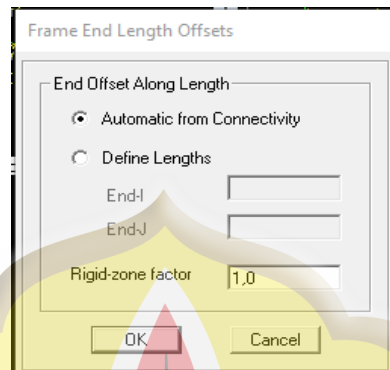 Frame End Length Offsets
End Offset Along Length
Automatic from Connectivity
Define Lengths
End-I
End-J
Rigid-zone factor
1,0
OK
Cancel